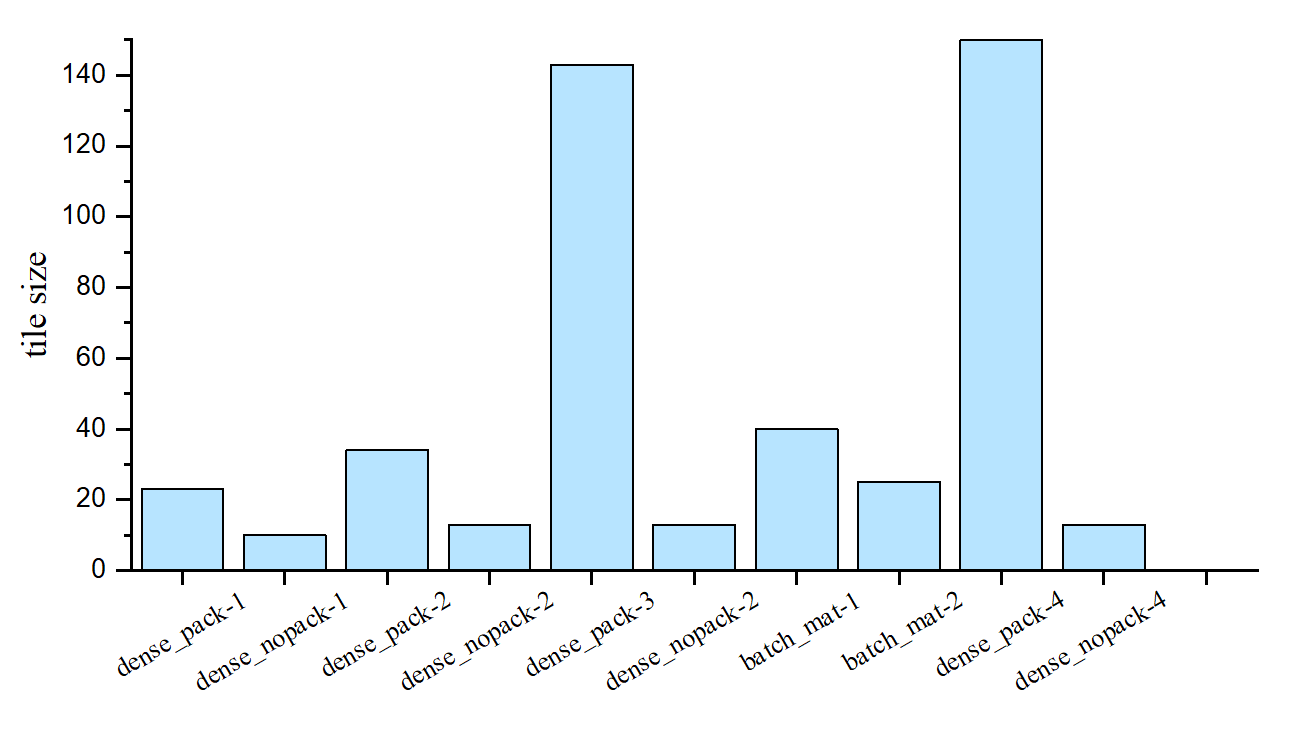 140
120
100
80
60
40
20
0
tile size
dense_pack-1
dense_nopack-1
dense_pack-2
dense_nopack-2
dense_pack-3
dense_nopack-2
batch_mat-1
batch_mat-2
dense_pack-4
dense_nopack-4